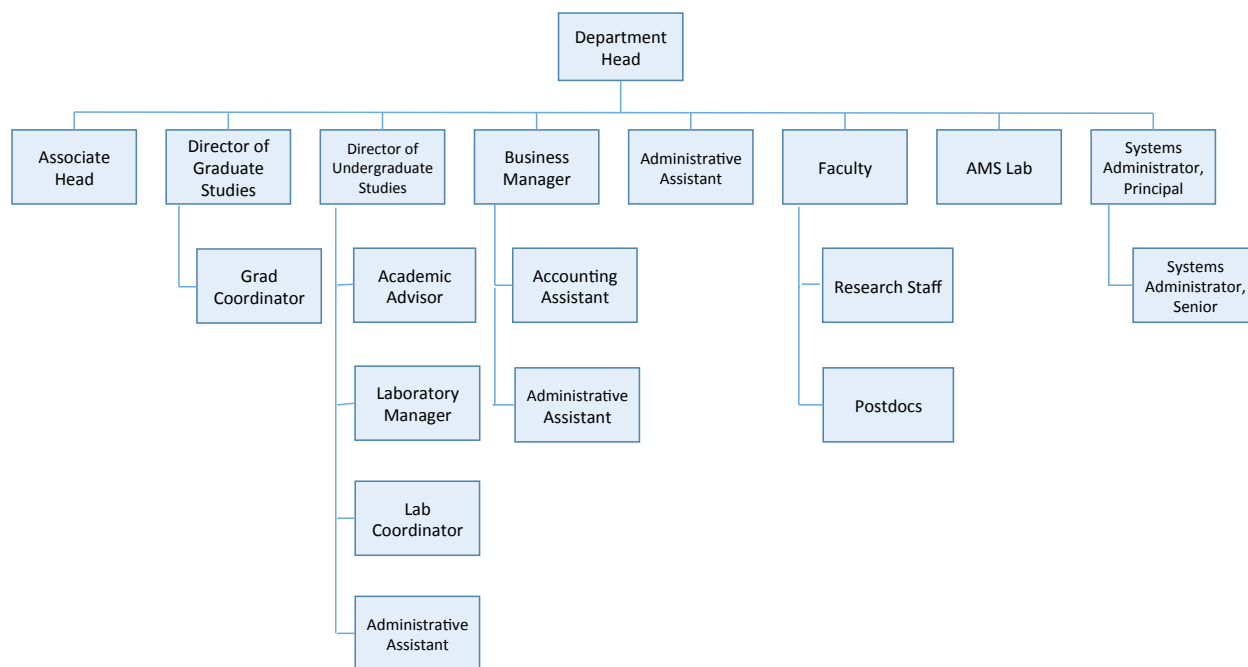 Department
Head
Associate
Head
Director of
Graduate
Studies
Director of
Undergraduate
Studies
Business
Manager
Administrative
Assistant
Faculty
AMS Lab
Systems
Administrator,
Principal
Grad
Coordinator
Academic
Advisor
Accounting
Assistant
Research Staff
Systems
Administrator,
Senior
Laboratory
Manager
Administrative
Assistant
Postdocs
Lab
Coordinator
Administrative
Assistant